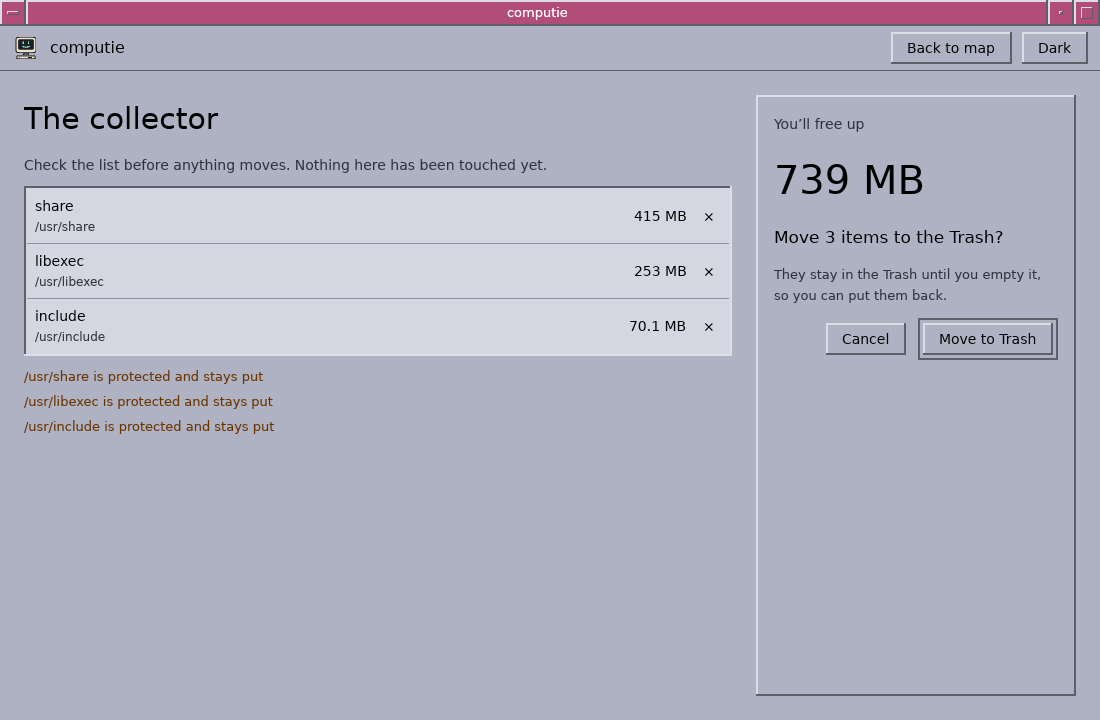 computie
computie
Back to map
Dark
The collector
Check the list before anything moves. Nothing here has been touched yet.
share
/usr/share
415 MB ×
libexec
/usr/libexec
253 MB ×
include
/usr/include
70.1 MB ×
/usr/share is protected and stays put
/usr/libexec is protected and stays put
/usr/include is protected and stays put
You’ll free up
739 MB
Move 3 items to the Trash?
They stay in the Trash until you empty it,
so you can put them back.
Cancel
Move to Trash